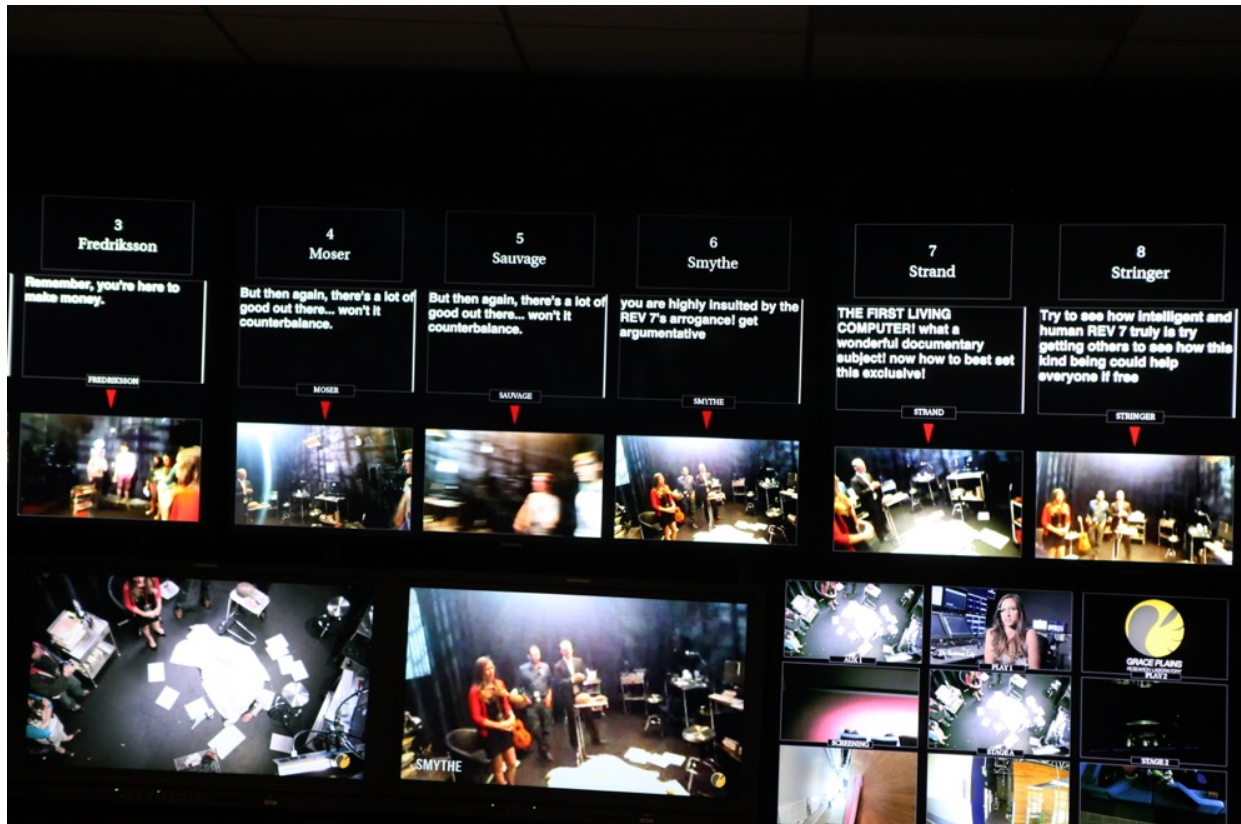 3
Fredriksson
4
Moser
5
Sauvage
6
Smythe
7
Strand
8
Stringer
Remember, you're here to
make money.
But then again, there's a lot of
good out there... won't it
counterbalance.
But then again, there's a lot of
good out there... won't it
counterbalance.
you are highly insulted by the
REV 7's arrogance! get
argumentative
THE FIRST LIVING
COMPUTER! what a
wonderful documentary
subject! now how to best set
this exclusive!
Try to see how intelligent and
human REV 7 truly is try
getting others to see how this
kind being could help
everyone if free
FREDRIKSSON
MOSER
SAUVAGE
SMYTHE
STRAND
STRINGER
SMYTHE
AUX 1
PLAY 1
GRACE PLAINS
RESEARCH LABORATORY
PLAY 2
SCREENING
STAGE A
STAGE 2